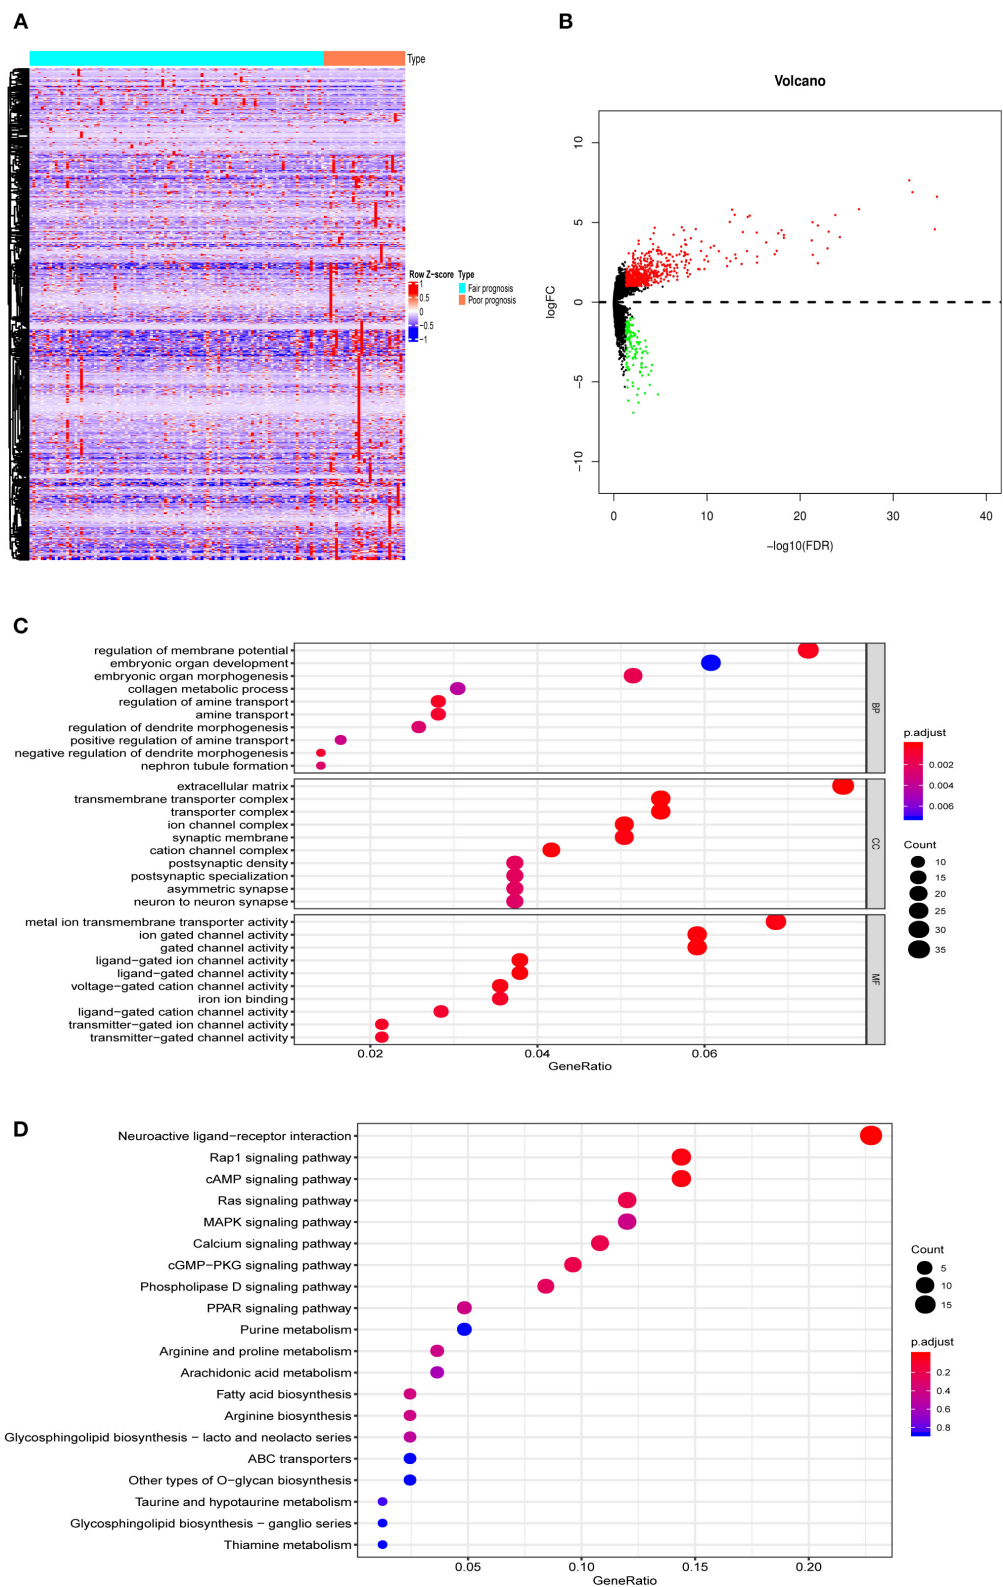 A
Type
Row Z-score
1
0.5
0
-0.5
-1
Type
Fair prognosis
Poor prognosis
B
Volcano
logFC
10
5
0
-5
-10
0
10
20
30
40
-log10(FDR)
C
regulation of membrane potential
embryonic organ development
embryonic organ morphogenesis
collagen metabolic process
regulation of amine transport
amine transport
regulation of dendrite morphogenesis
positive regulation of amine transport
negative regulation of dendrite morphogenesis
nephron tubule formation
BP
extracellular matrix
transmembrane transporter complex
transporter complex
ion channel complex
synaptic membrane
cation channel complex
postsynaptic density
postsynaptic specialization
asymmetric synapse
neuron to neuron synapse
CC
metal ion transmembrane transporter activity
ion gated channel activity
gated channel activity
ligand-gated ion channel activity
ligand-gated channel activity
voltage-gated cation channel activity
iron ion binding
ligand-gated cation channel activity
transmitter-gated ion channel activity
transmitter-gated channel activity
MF
0.02
0.04
0.06
GeneRatio
p.adjust
0.002
0.004
0.006
Count
10
15
20
25
30
35
D
Neuroactive ligand-receptor interaction
Rap1 signaling pathway
cAMP signaling pathway
Ras signaling pathway
MAPK signaling pathway
Calcium signaling pathway
cGMP-PKG signaling pathway
Phospholipase D signaling pathway
PPAR signaling pathway
Purine metabolism
Arginine and proline metabolism
Arachidonic acid metabolism
Fatty acid biosynthesis
Arginine biosynthesis
Glycosphingolipid biosynthesis - lacto and neolacto series
ABC transporters
Other types of O-glycan biosynthesis
Taurine and hypotaurine metabolism
Glycosphingolipid biosynthesis - ganglio series
Thiamine metabolism
0.05
0.10
0.15
0.20
GeneRatio
Count
5
10
15
p.adjust
0.2
0.4
0.6
0.8